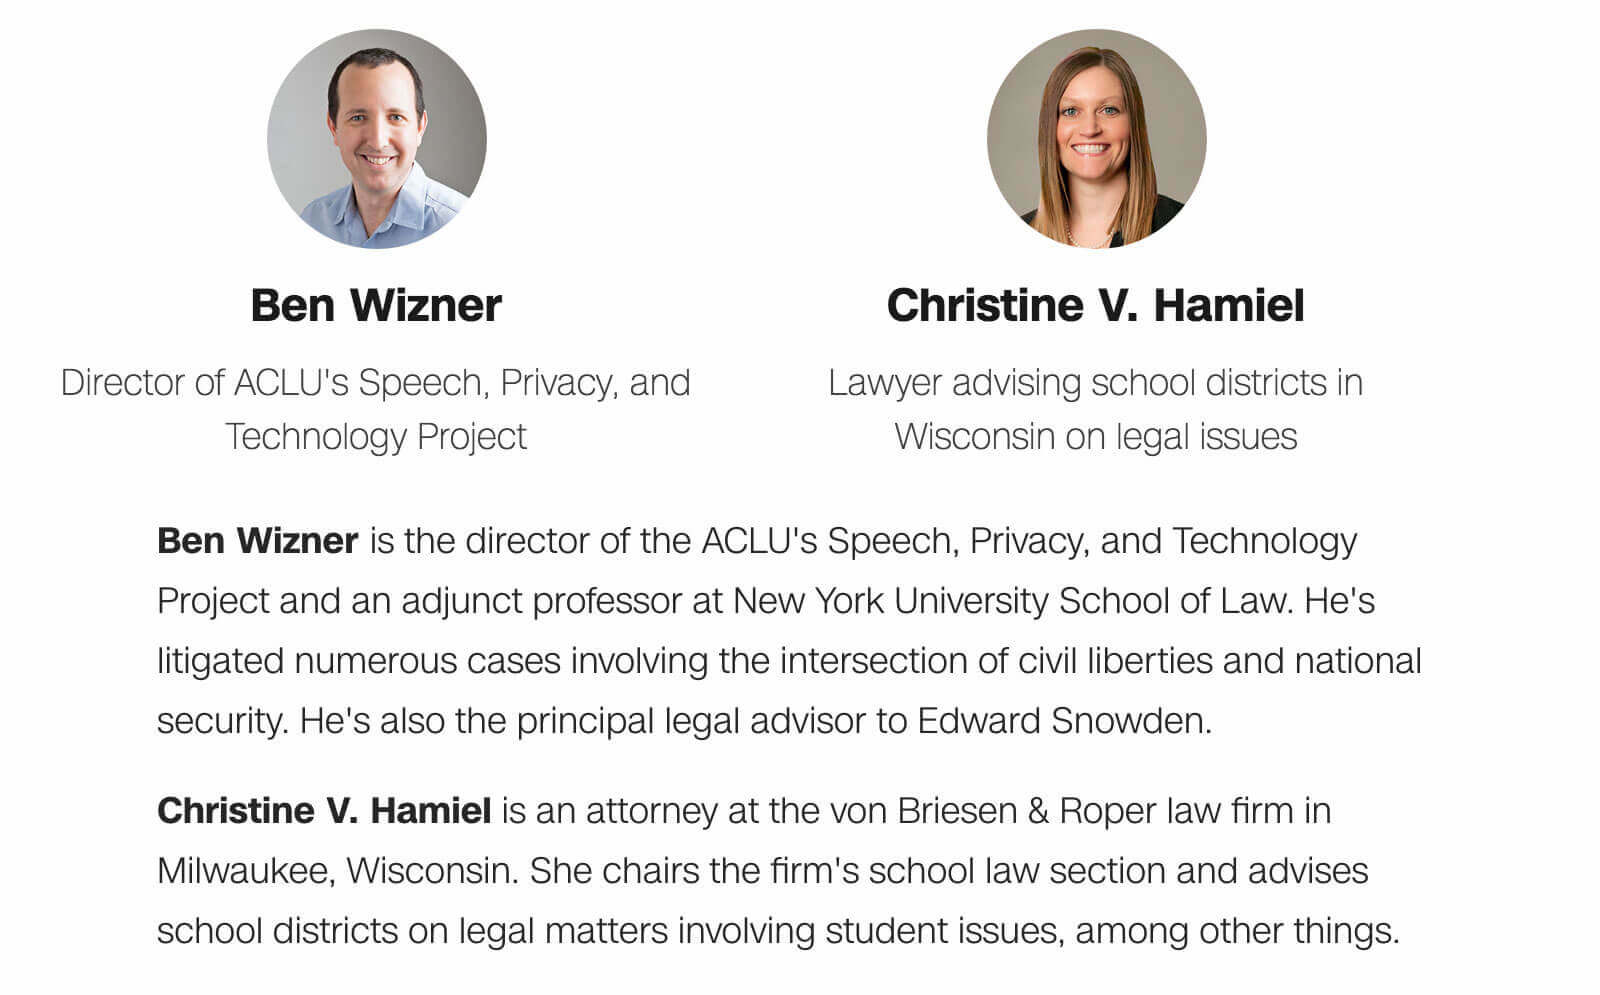 Ben Wizner
Director of ACLU's Speech, Privacy, and
Technology Project
Christine V. Hamiel
Lawyer advising school districts in
Wisconsin on legal issues
Ben Wizner is the director of the ACLU's Speech, Privacy, and Technology
Project and an adjunct professor at New York University School of Law. He's
litigated numerous cases involving the intersection of civil liberties and national
security. He's also the principal legal advisor to Edward Snowden.
Christine V. Hamiel is an attorney at the von Briesen & Roper law firm in
Milwaukee, Wisconsin. She chairs the firm's school law section and advises
school districts on legal matters involving student issues, among other things.